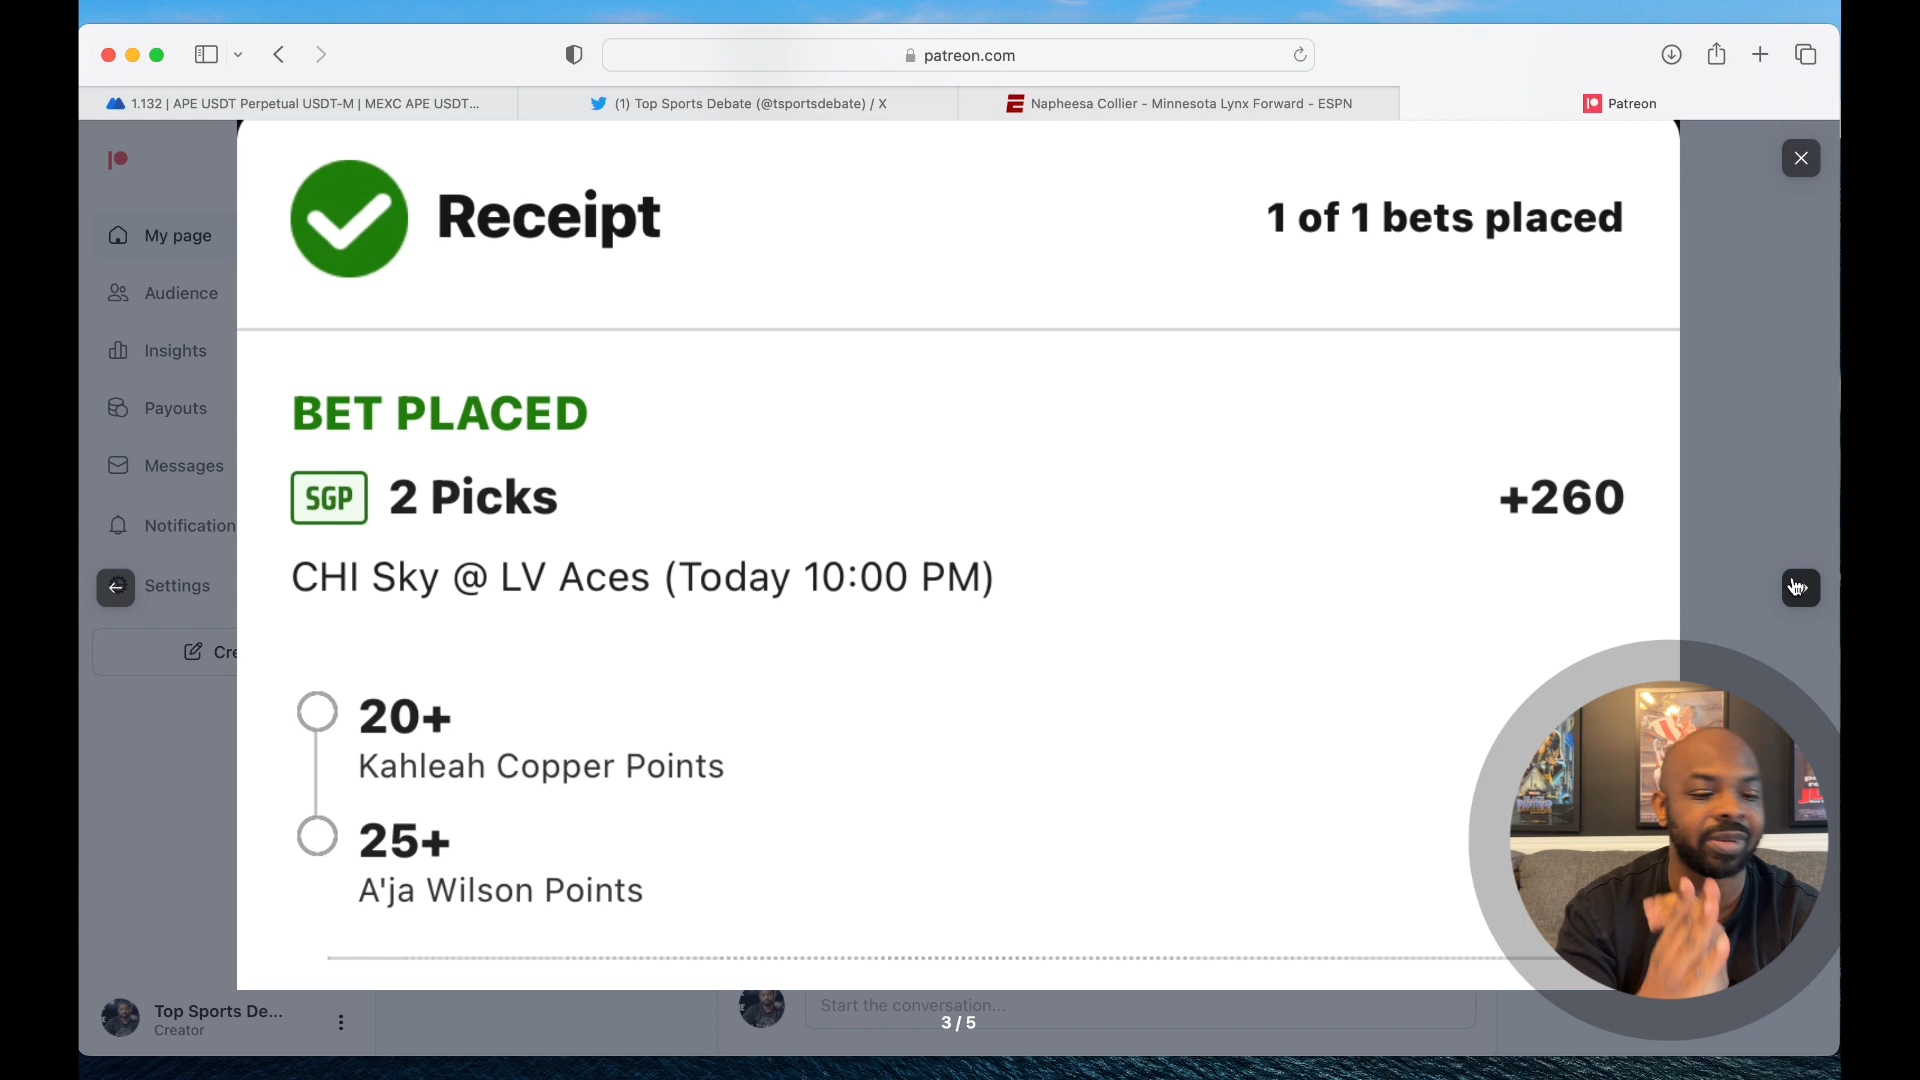 patreon.com
1.132 | APE USDT Perpetual USDT-M | MEXC APE USDT...
(1) Top Sports Debate (@tsportsdebate) / X
Napheesa Collier - Minnesota Lynx Forward - ESPN
Patreon
My page
Audience
Insights
Payouts
Messages
Notification
Settings
Cre
Receipt
1 of 1 bets placed
BET PLACED
SGP 2 Picks
+260
CHI Sky @ LV Aces (Today 10:00 PM)
20+
Kahleah Copper Points
25+
A'ja Wilson Points
Top Sports De...
Creator
Start the conversation...
3 / 5